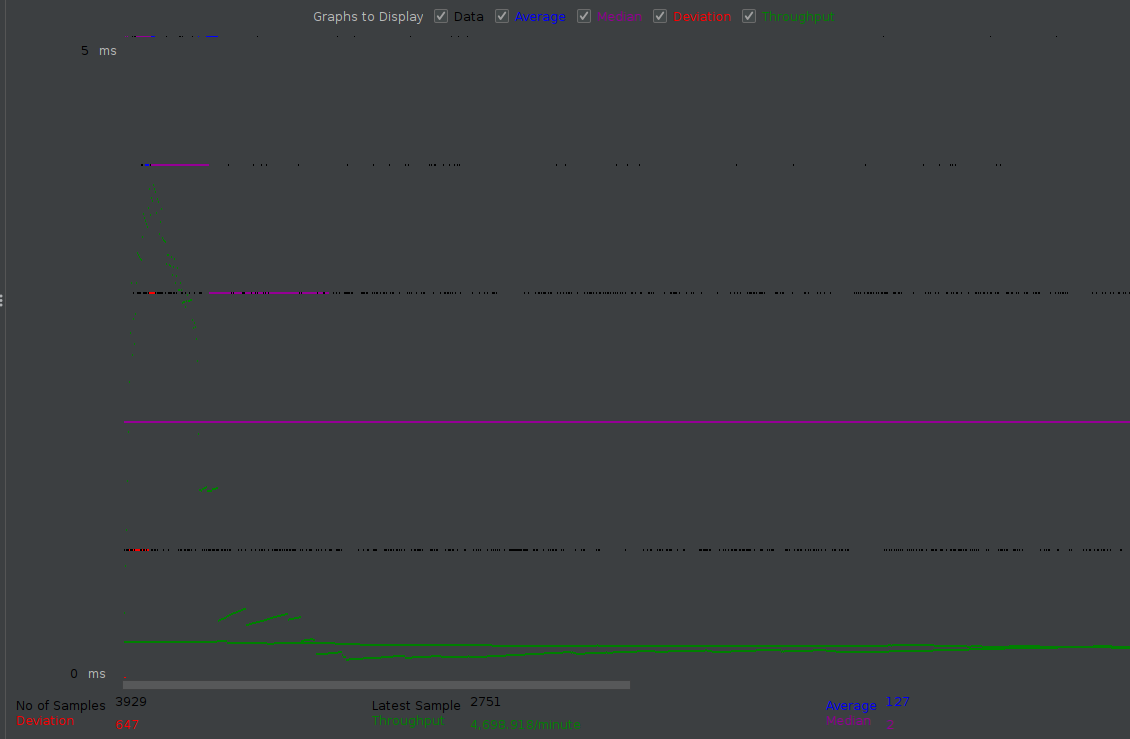 Graphs to Display Data Average Median Deviation Throughput
5 ms
0 ms
No of Samples 3929 Latest Sample 2751 Average 127
Deviation 647 Throughput 4,698.918/minute Median 2